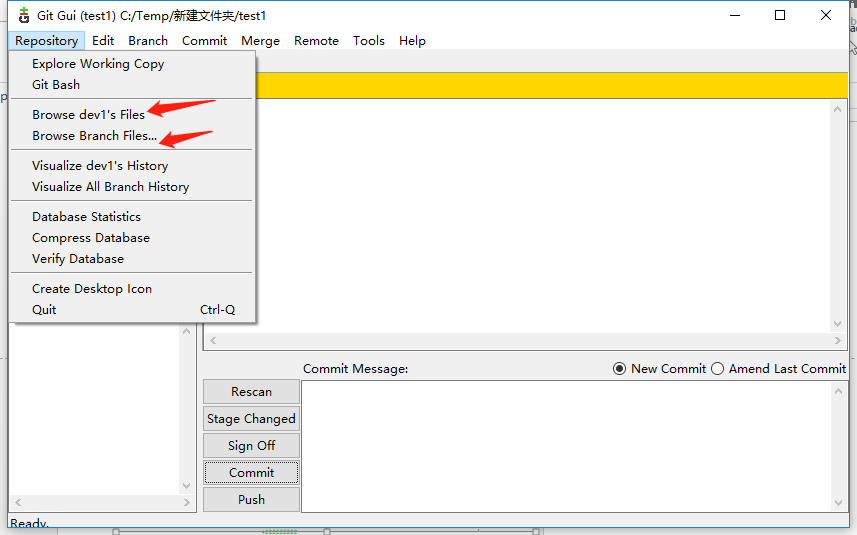 Git Gui (test1) C:/Temp/新建文件夹/test1
Repository Edit Branch Commit Merge Remote Tools Help
Explore Working Copy
Git Bash
Browse dev1's Files
Browse Branch Files...
Visualize dev1's History
Visualize All Branch History
Database Statistics
Compress Database
Verify Database
Create Desktop Icon
Quit Ctrl-Q
Commit Message: New Commit Amend Last Commit
Rescan
Stage Changed
Sign Off
Commit
Push
Ready.